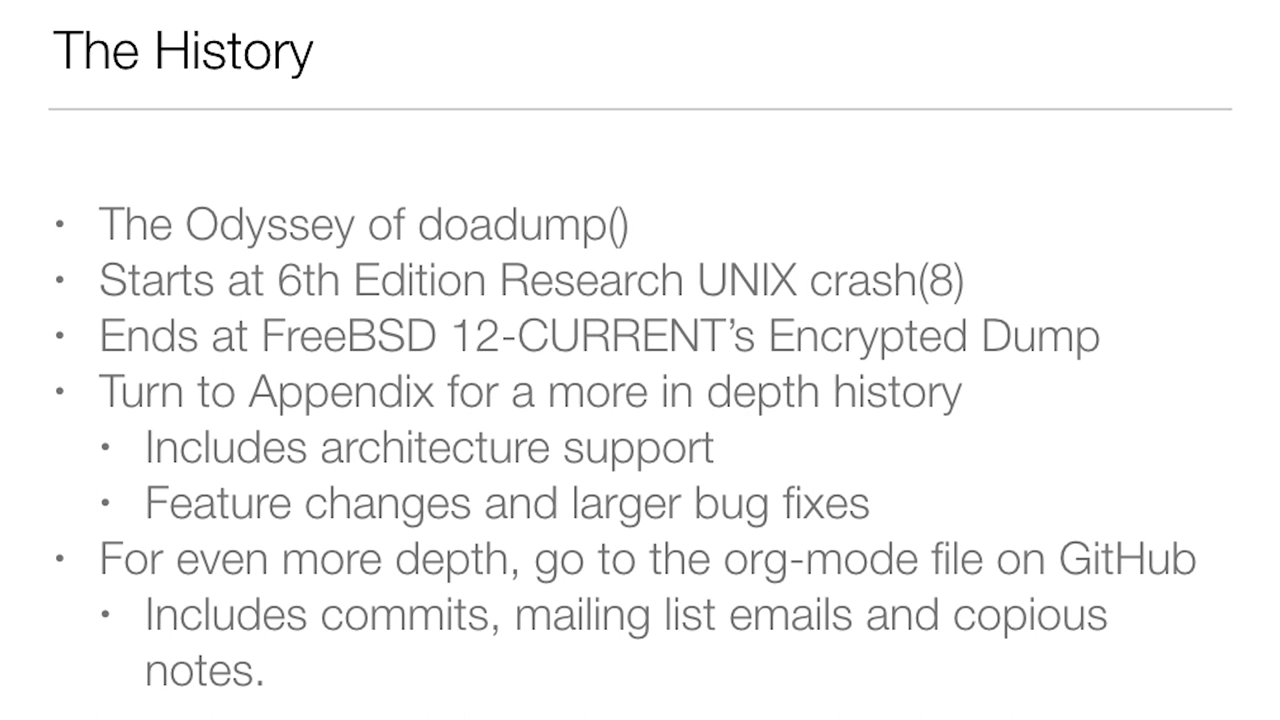 The History
• The Odyssey of doadump()
• Starts at 6th Edition Research UNIX crash(8)
• Ends at FreeBSD 12-CURRENT’s Encrypted Dump
• Turn to Appendix for a more in depth history
• Includes architecture support
• Feature changes and larger bug fixes
• For even more depth, go to the org-mode file on GitHub
• Includes commits, mailing list emails and copious
notes.